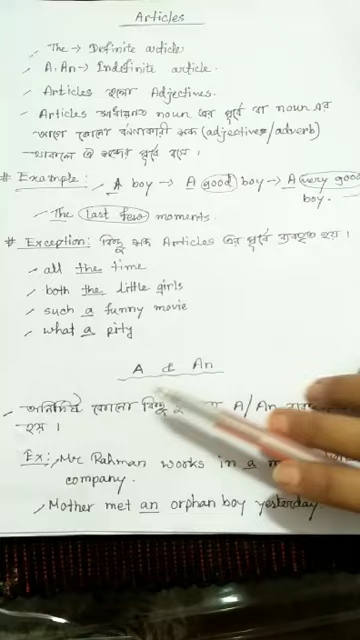 Articles
The → Definite article
A, An → Indefinite article.
Articles হলো Adjectives.
Articles সাধারনত noun এর পূর্বে বা noun এর
আগে কোনো বর্ণনাকারী শব্দ (adjectives/adverb)
থাকলে ঐ শব্দের পূর্বে বসে।
# Example: A boy → A good boy → A very good
boy.
The last few moments.
# Exception: কিছু শব্দ Articles এর পূর্বে ব্যবহৃত হয়।
all the time
both the little girls
such a funny movie
what a pity
A & An
অনির্দিষ্ট কোনো কিছু A/An
হয়।
Ex: Mr Rahman works in a
company.
Mother met an orphan boy yesterday.